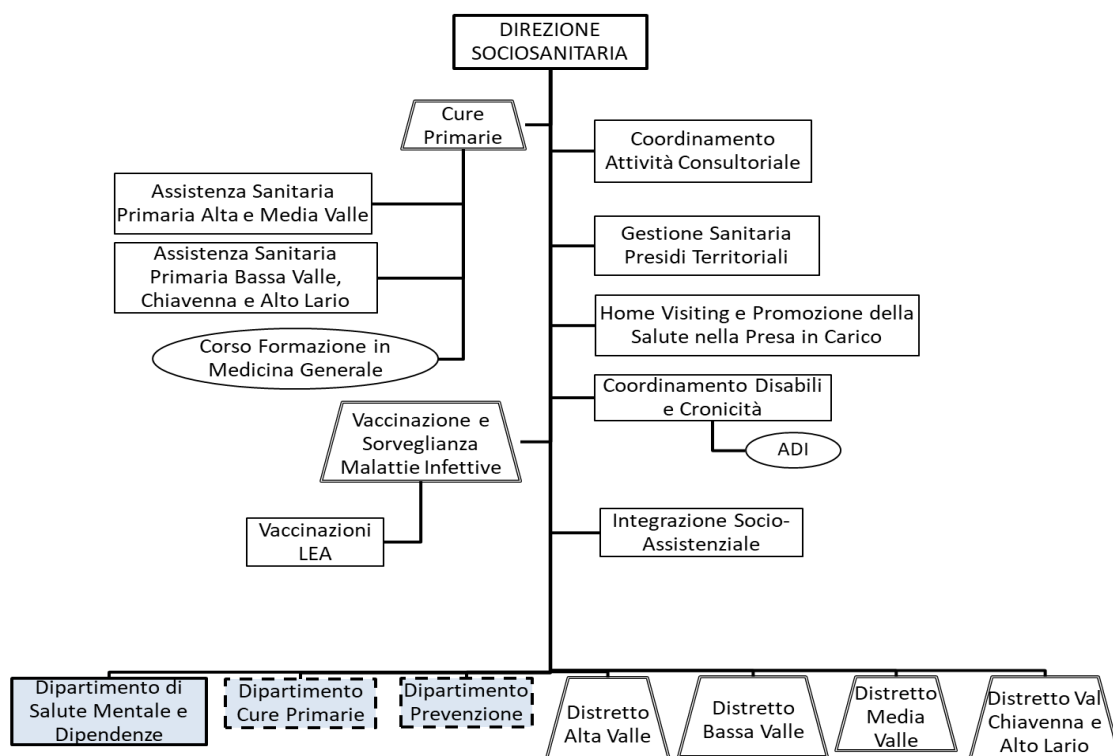 DIREZIONE
SOCIOSANITARIA
Cure
Primarie
Coordinamento
Attività Consultoriale
Assistenza Sanitaria
Primaria Alta e Media Valle
Gestione Sanitaria
Presidi Territoriali
Assistenza Sanitaria
Primaria Bassa Valle,
Chiavenna e Alto Lario
Home Visiting e Promozione della
Salute nella Presa in Carico
Corso Formazione in
Medicina Generale
Coordinamento Disabili
e Cronicità
ADI
Vaccinazione e
Sorveglianza
Malattie Infettive
Vaccinazioni
LEA
Integrazione Socio-
Assistenziale
Dipartimento di
Salute Mentale e
Dipendenze
Dipartimento
Cure Primarie
Dipartimento
Prevenzione
Distretto
Alta Valle
Distretto
Bassa Valle
Distretto
Media
Valle
Distretto Val
Chiavenna e
Alto Lario